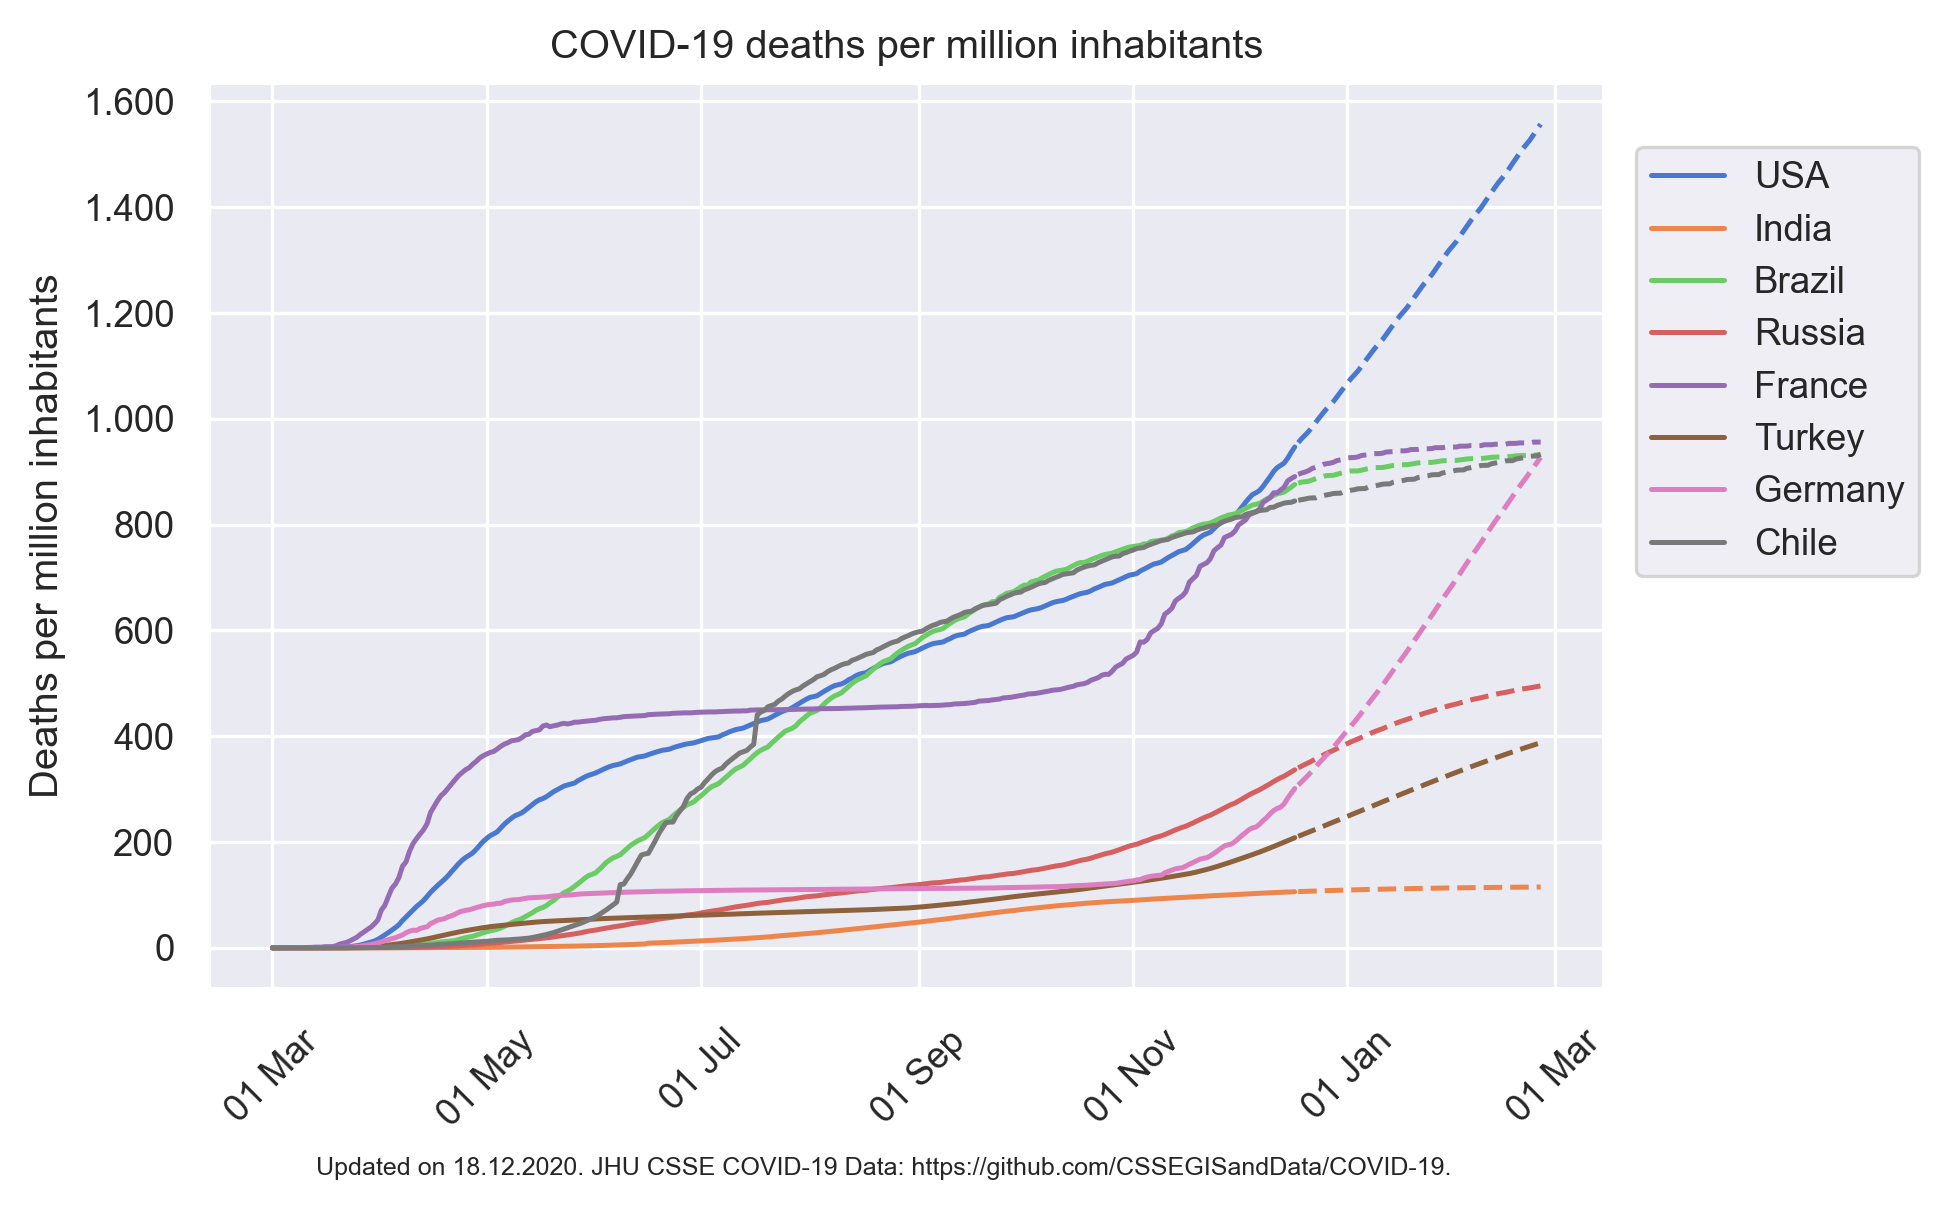 COVID-19 deaths per million inhabitants
1.600
1.400
1.200
1.000
800
600
400
200
0
Deaths per million inhabitants
01 Mar
01 May
01 Jul
01 Sep
01 Nov
01 Jan
01 Mar
USA
India
Brazil
Russia
France
Turkey
Germany
Chile
Updated on 18.12.2020. JHU CSSE COVID-19 Data: https://github.com/CSSEGISandData/COVID-19.